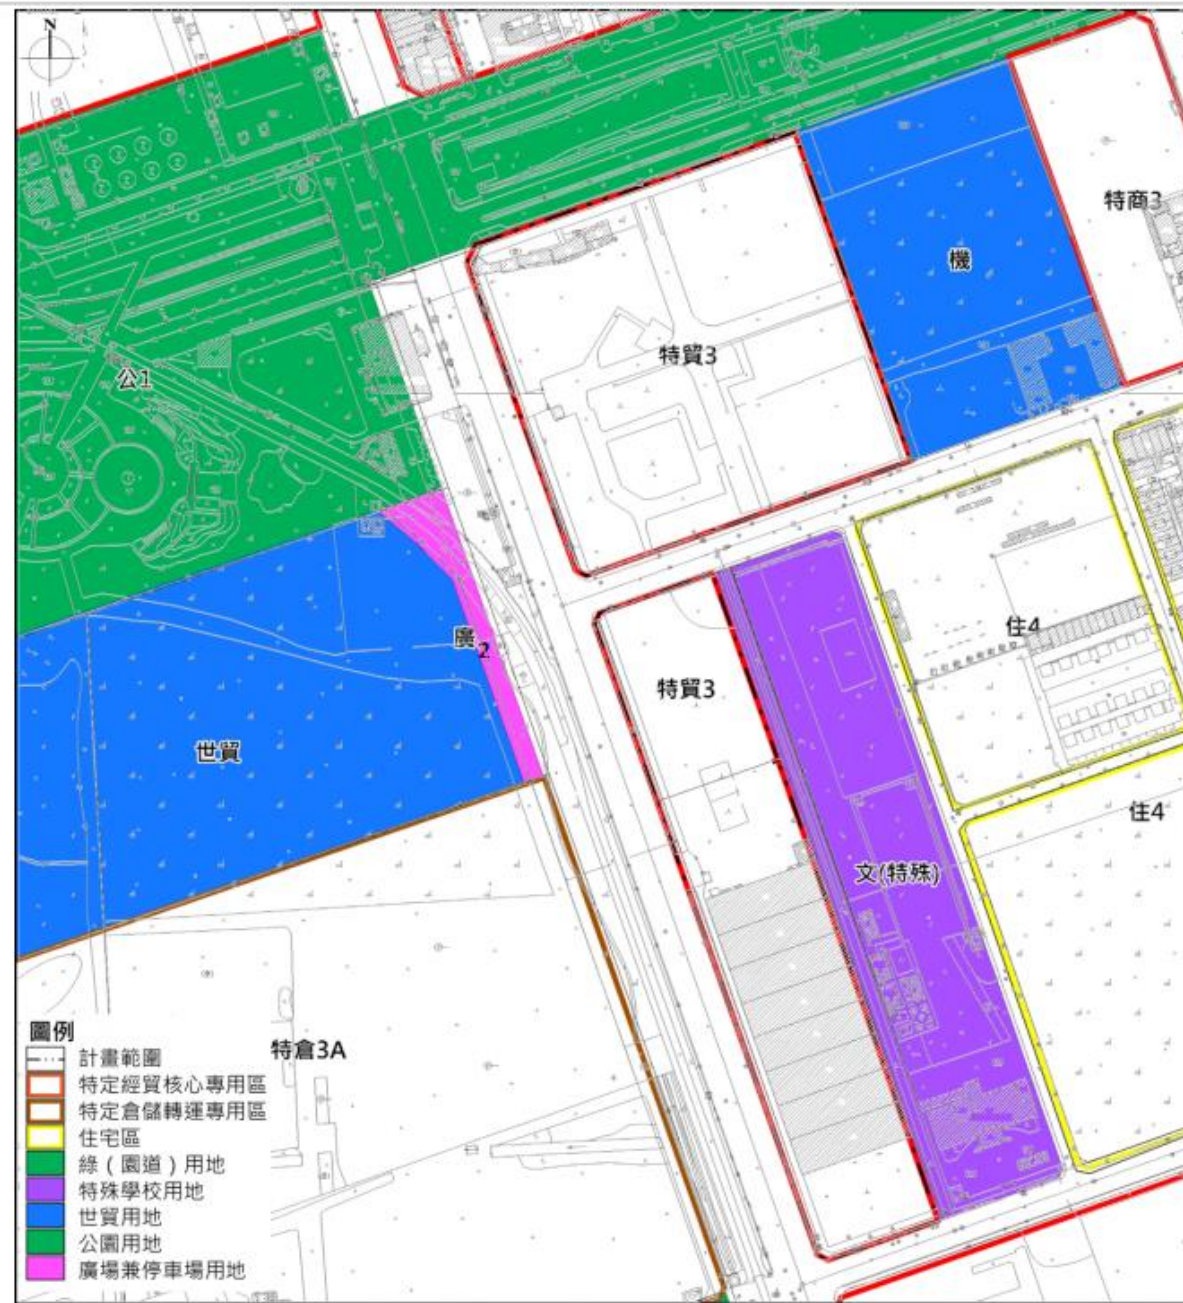 N
特商3
機
特貿3
公1
住4
廣2
特貿3
世貿
住4
文(特殊)
圖例
特倉3A
計畫範圍
特定經貿核心專用區
特定倉儲轉運專用區
住宅區
綠(園道)用地
特殊學校用地
世貿用地
公園用地
廣場兼停車場用地